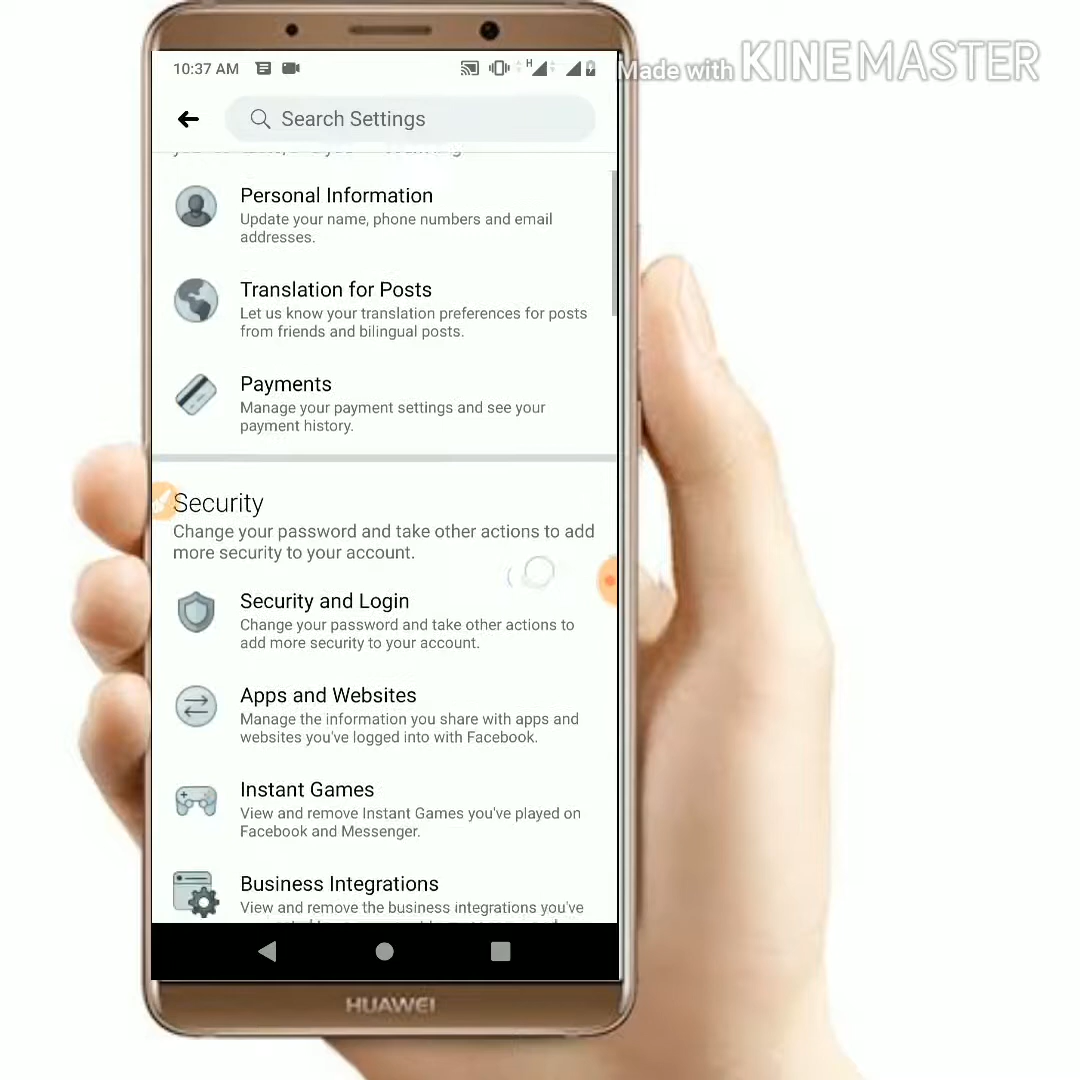 10:37 AM
H
Made with KINEMASTER
Search Settings
Personal Information
Update your name, phone numbers and email
addresses.
Translation for Posts
Let us know your translation preferences for posts
from friends and bilingual posts.
Payments
Manage your payment settings and see your
payment history.
Security
Change your password and take other actions to add
more security to your account.
Security and Login
Change your password and take other actions to
add more security to your account.
Apps and Websites
Manage the information you share with apps and
websites you've logged into with Facebook.
Instant Games
View and remove Instant Games you've played on
Facebook and Messenger.
Business Integrations
View and remove the business integrations you've
HUAWEI